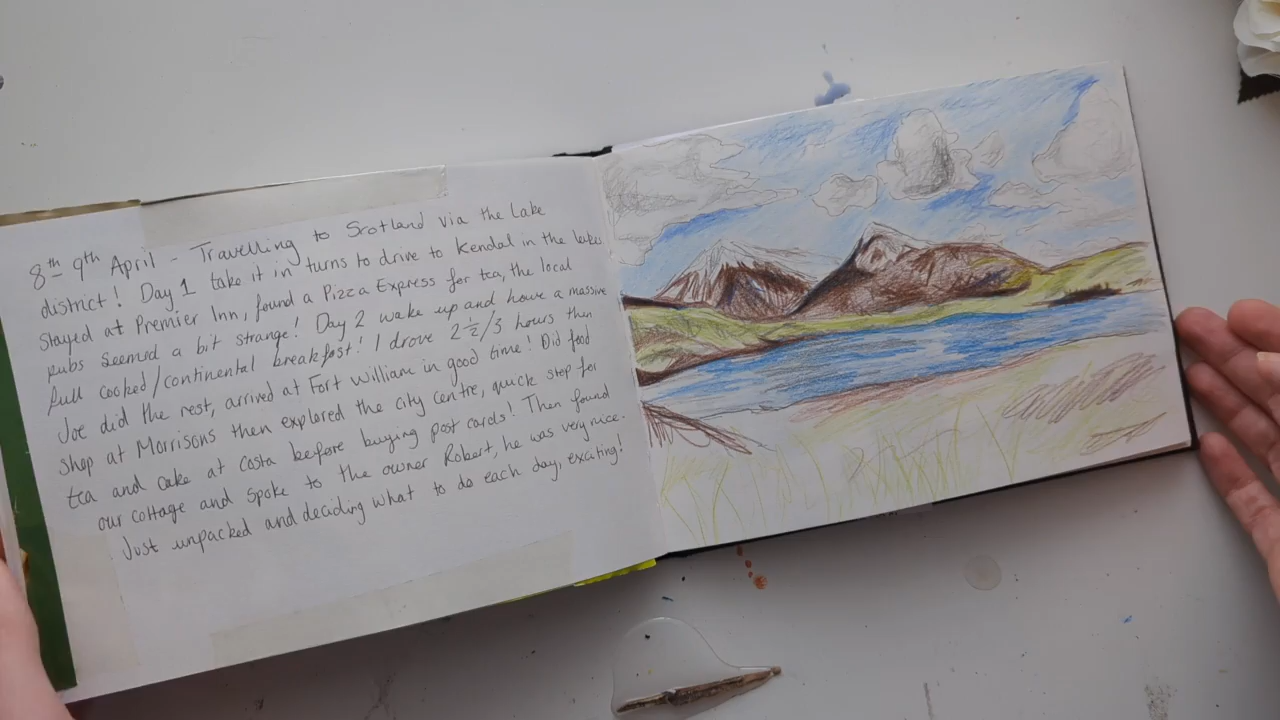 8th - 9th April - Travelling to Scotland via the Lake
district! Day 1 take it in turns to drive to Kendal in the lakes
stayed at Premier Inn, found a Pizza Express for tea, the local
pubs seemed a bit strange! Day 2 wake up and have a massive
full cooked/continental breakfast! I drove 2 1/2/3 hours then
Joe did the rest, arrived at Fort William in good time! Did food
shop at Morrisons then explored the city centre, quick stop for
tea and cake at Costa before buying post cards! Then found
our cottage and spoke to the owner Robert, he was very nice.
Just unpacked and deciding what to do each day, exciting!